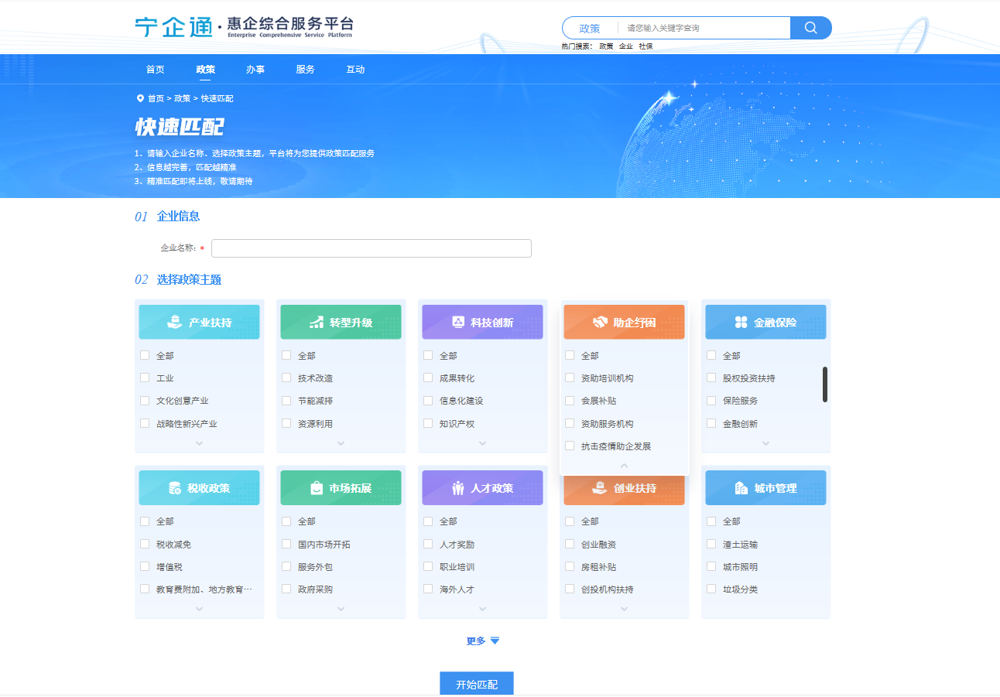 宁企通·惠企综合服务平台
Enterprise Comprehensive Service Platform
政策 请您输入关键字查询
热门搜索： 政策 企业 社保
首页 政策 办事 服务 互动
首页 > 政策 > 快速匹配
快速匹配
1、请输入企业名称、选择政策主题，平台将为您提供政策匹配服务
2、信息越完善，匹配越精准
3、精准匹配即将上线，敬请期待
01 企业信息
企业名称：*
02 选择政策主题
产业扶持 转型升级 科技创新 助企纾困 金融保险
全部 全部 全部 全部 全部
工业 技术改造 成果转化 资助培训机构 股权投资扶持
文化创意产业 节能减排 信息化建设 会展补贴 保险服务
战略性新兴产业 资源利用 知识产权 资助服务机构 金融创新
抗击疫情助企发展
税收政策 市场拓展 人才政策 创业扶持 城市管理
全部 全部 全部 全部 全部
税收减免 国内市场开拓 人才奖励 创业融资 渣土运输
增值税 服务外包 职业培训 房租补贴 城市照明
教育费附加、地方教育… 政府采购 海外人才 创投机构扶持 垃圾分类
更多
开始匹配